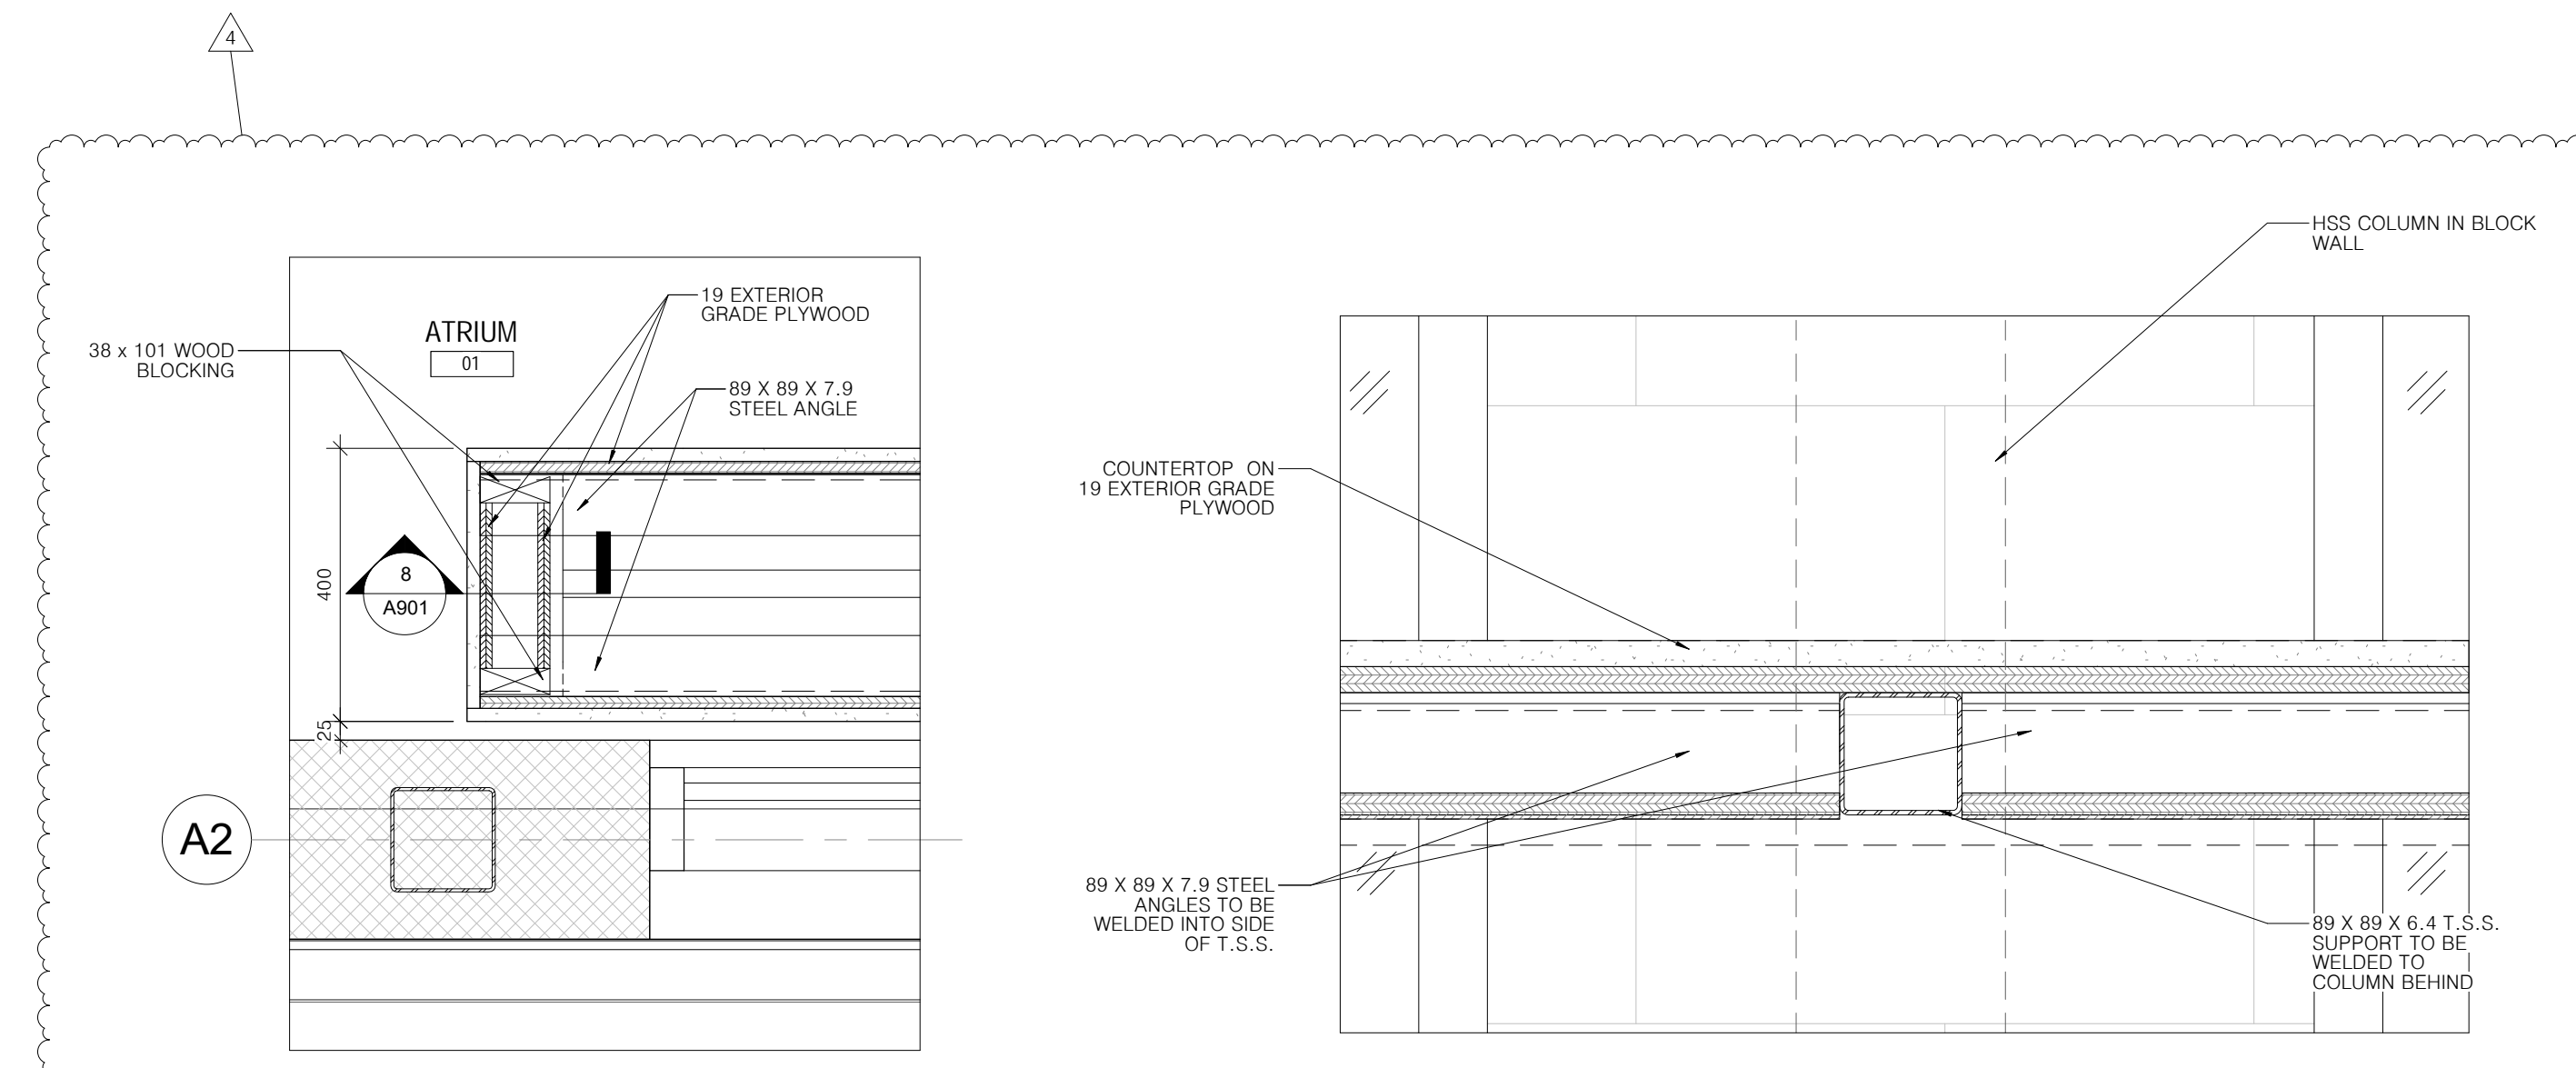 4
HSS COLUMN IN BLOCK
WALL
19 EXTERIOR
GRADE PLYWOOD
ATRIUM
01
38 x 101 WOOD
BLOCKING
89 X 89 X 7.9
STEEL ANGLE
COUNTERTOP ON
19 EXTERIOR GRADE
PLYWOOD
400
8
A901
25
A2
89 X 89 X 7.9 STEEL
ANGLES TO BE
WELDED INTO SIDE
OF T.S.S.
89 X 89 X 6.4 T.S.S.
SUPPORT TO BE
WELDED TO
COLUMN BEHIND